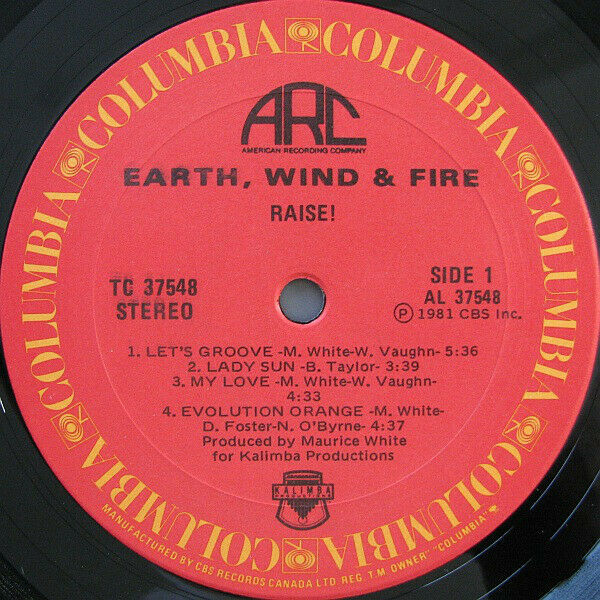 COLUMBIA COLUMBIA COLUMBIA COLUMBIA COLUMBIA COLUMBIA
ARC
AMERICAN RECORDING COMPANY
EARTH, WIND & FIRE
RAISE!
TC 37548
STEREO
SIDE 1
AL 37548
Ⓟ 1981 CBS Inc.
1. LET'S GROOVE -M. White-W. Vaughn- 5:36
2. LADY SUN -B. Taylor- 3:39
3. MY LOVE -M. White-W. Vaughn-
4:33
4. EVOLUTION ORANGE -M. White-
D. Foster-N. O'Byrne- 4:37
Produced by Maurice White
for Kalimba Productions
KALIMBA
PRODUCTIONS
MANUFACTURED BY CBS RECORDS CANADA LTD REG. T.M. OWNER "COLUMBIA"